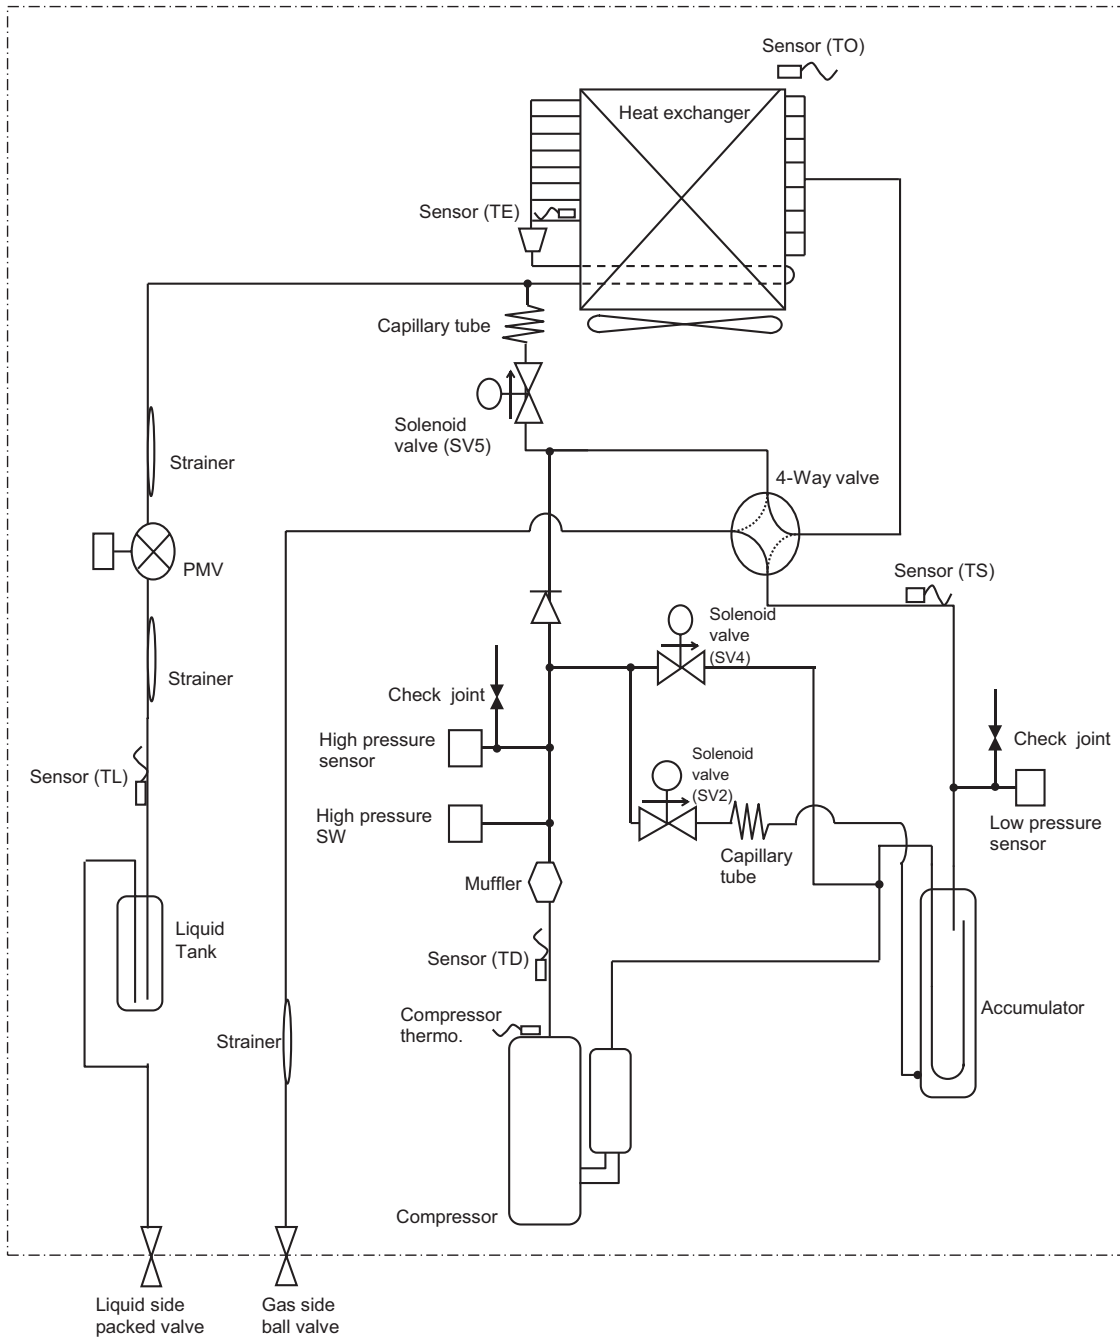 Sensor (TO)
Heat exchanger
Sensor (TE)
Capillary tube
Solenoid
valve (SV5)
Strainer
4-Way valve
PMV
Sensor (TS)
Solenoid
valve
(SV4)
Strainer
Check joint
High pressure
sensor
Solenoid
valve
(SV2)
Check joint
Sensor (TL)
High pressure
SW
Low pressure
sensor
Capillary
tube
Muffler
Liquid
Tank
Sensor (TD)
Compressor
thermo.
Accumulator
Strainer
Compressor
Liquid side
packed valve
Gas side
ball valve